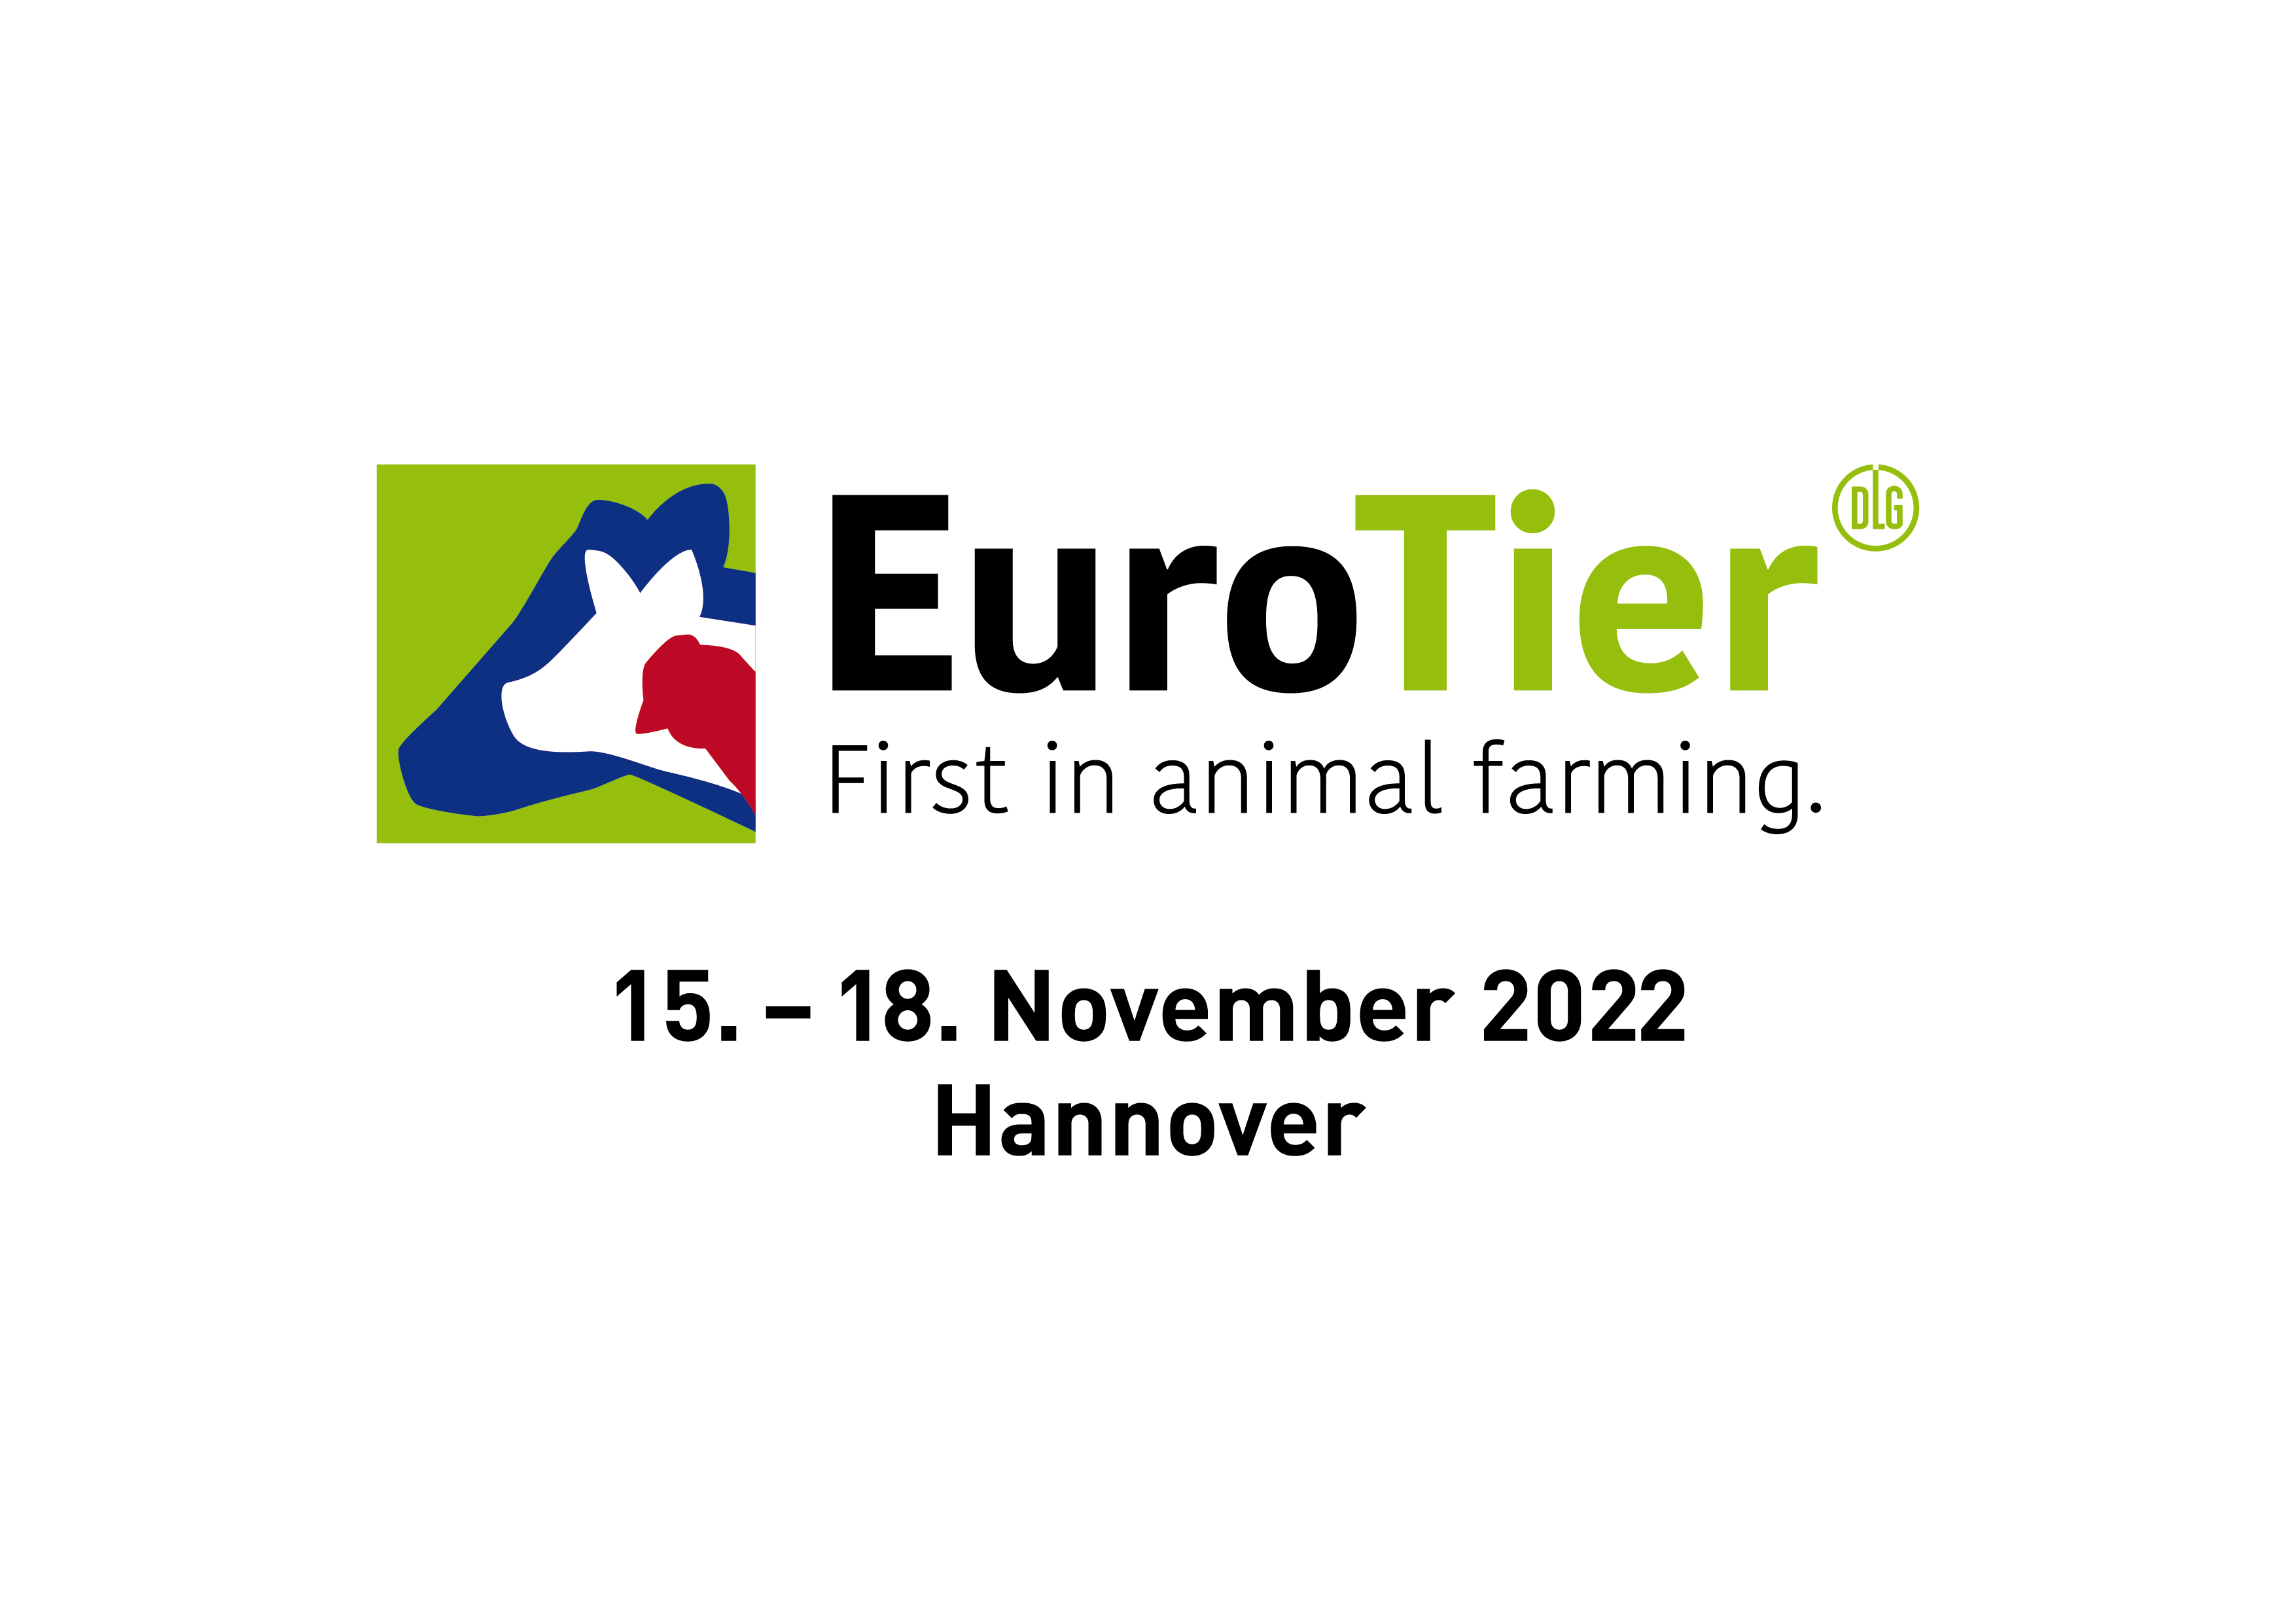 EuroTier
DLG
First in animal farming.
15. – 18. November 2022
Hannover